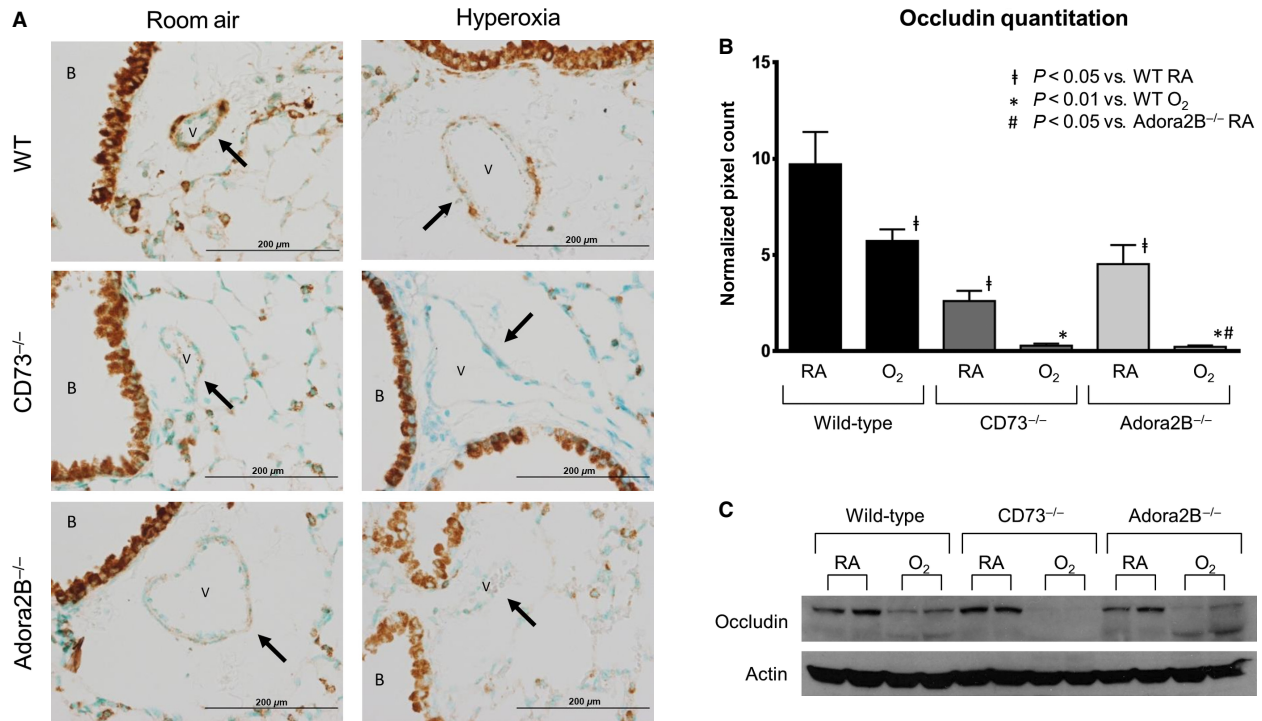 A
Room air
Hyperoxia
WT
B
V
200 µm
V
200 µm
CD73–/–
B
V
200 µm
B
V
200 µm
Adora2B–/–
B
V
200 µm
V
B
200 µm
Occludin quantitation
B
Normalized pixel count
15
10
5
0
ǂ P < 0.05 vs. WT RA
* P < 0.01 vs. WT O2
# P < 0.05 vs. Adora2B–/– RA
ǂ
ǂ
*
ǂ
*#
RA O2 RA O2 RA O2
Wild-type CD73–/– Adora2B–/–
C
Wild-type CD73–/– Adora2B–/–
RA O2 RA O2 RA O2
Occludin
Actin